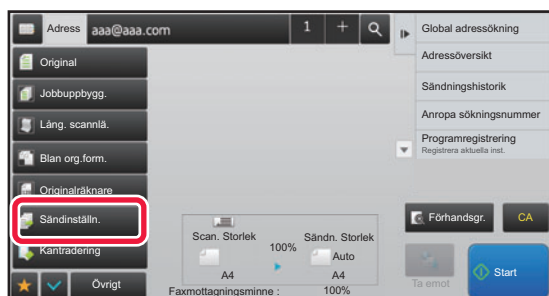 Adress aaa@aaa.com 1 +
Original
Jobbuppbygg.
Lång. scannlä.
Blan org.form.
Originalräknare
Sändinställn.
Kantradering
Övrigt
Scan. Storlek
A4
100%
Sändn. Storlek
Auto
A4
Faxmottagningsminne : 100%
Global adressökning
Adressöversikt
Sändningshistorik
Anropa sökningsnummer
Programregistrering
Registrera aktuella inst.
Förhandsgr. CA
Ta emot Start